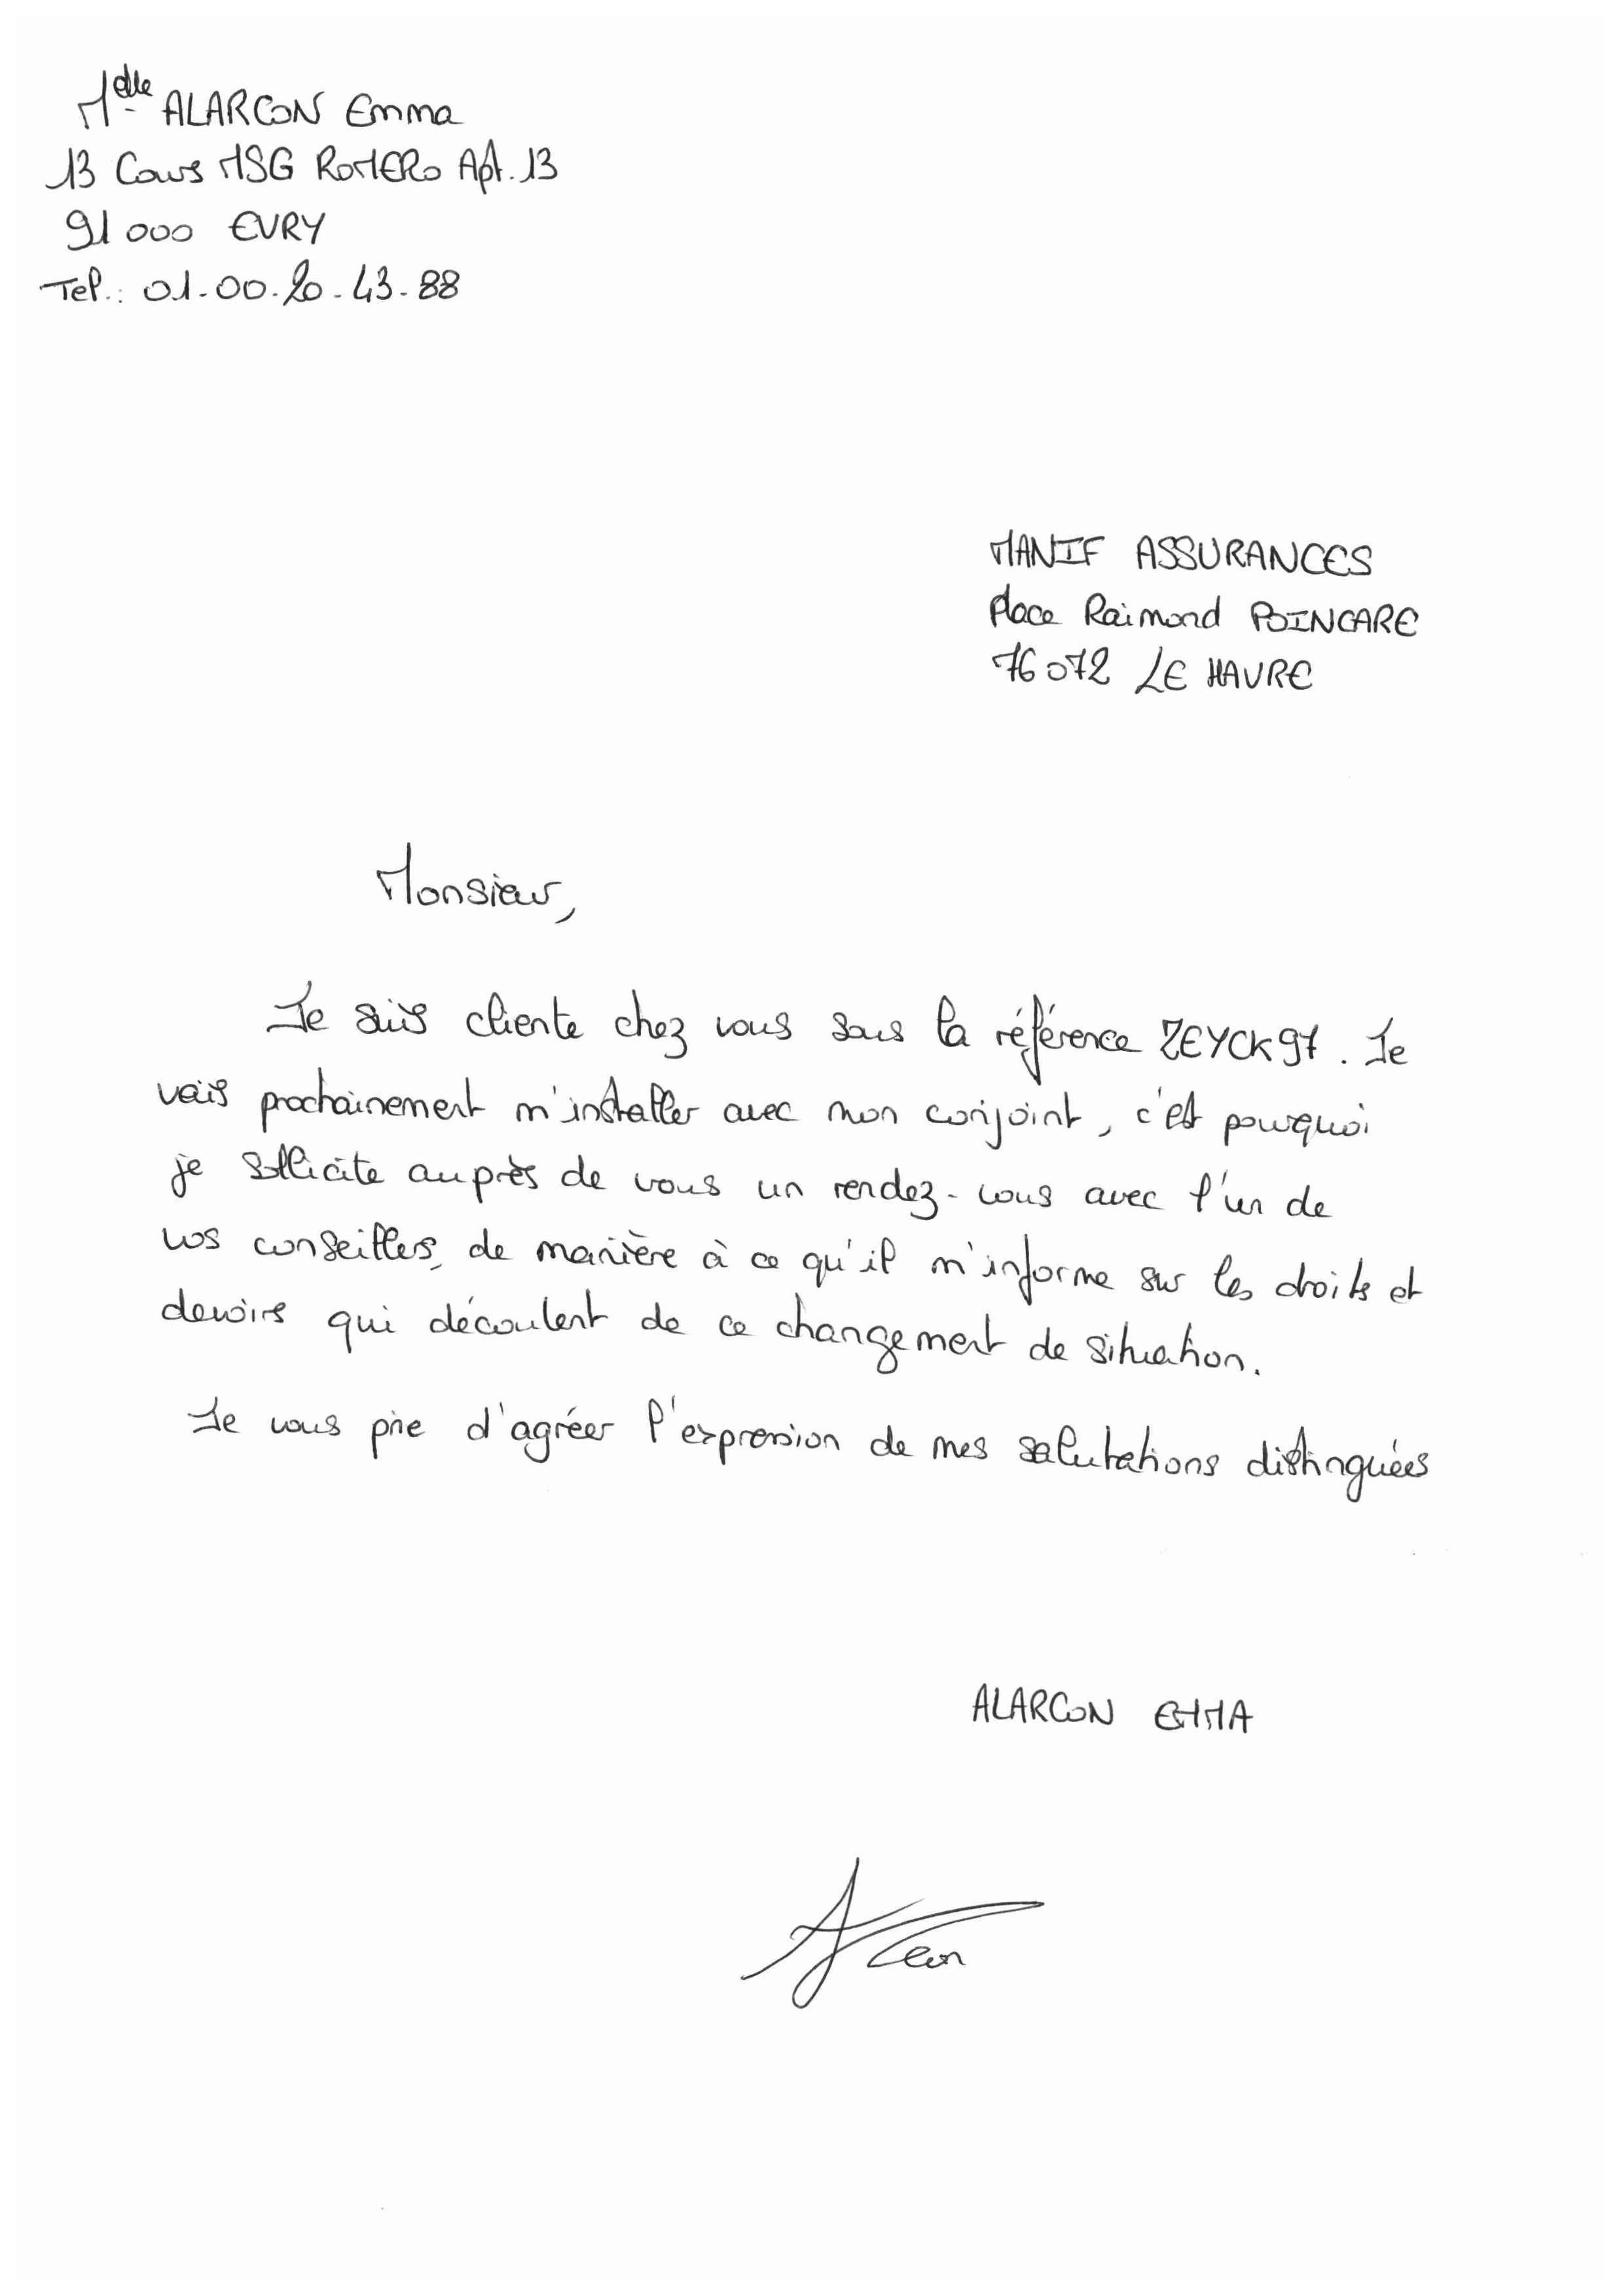 Melle ALARCON Emma
13 Cours MSG ROMERO Apt. 13
91 000 EVRY
Tel.: 01.00.20.43.88
MANIF ASSURANCES
Place Raimond POINCARE
76072 LE HAVRE
Monsieur,
Je suis cliente chez vous sous la référence ZEYCK97. Je
vais prochainement m'installer avec mon conjoint, c'est pourquoi
je sollicite auprès de vous un rendez-vous avec l'un de
vos conseillers, de manière à ce qu'il m'informe sur les droits et
devoirs qui découlent de ce changement de situation.
Je vous prie d'agréer l'expression de mes salutations distinguées
ALARCON EMMA